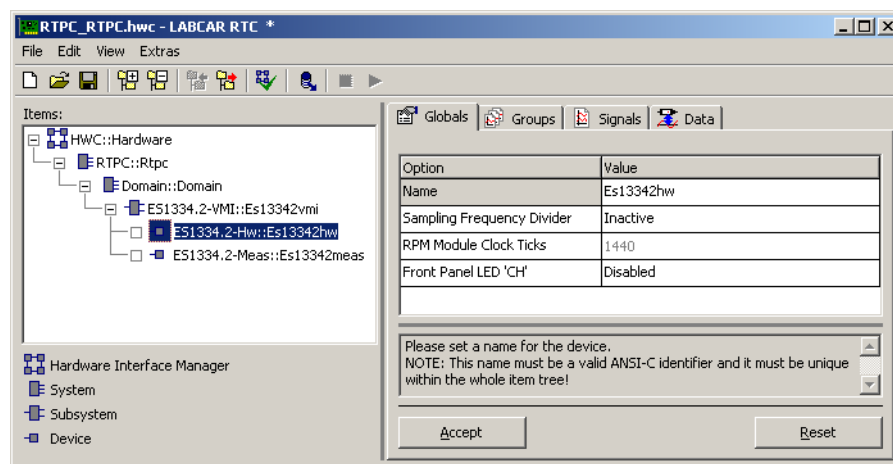 RTPC_RTPC.hwc - LABCAR RTC *
File Edit View Extras
Items:
HWC::Hardware
RTPC::Rtpc
Domain::Domain
ES1334.2-VMI::Es13342vmi
ES1334.2-Hw::Es13342hw
ES1334.2-Meas::Es13342meas
Hardware Interface Manager
System
Subsystem
Device
Globals Groups Signals Data
Option Value
Name Es13342hw
Sampling Frequency Divider Inactive
RPM Module Clock Ticks 1440
Front Panel LED 'CH' Disabled
Please set a name for the device.
NOTE: This name must be a valid ANSI-C identifier and it must be unique
within the whole item tree!
Accept Reset